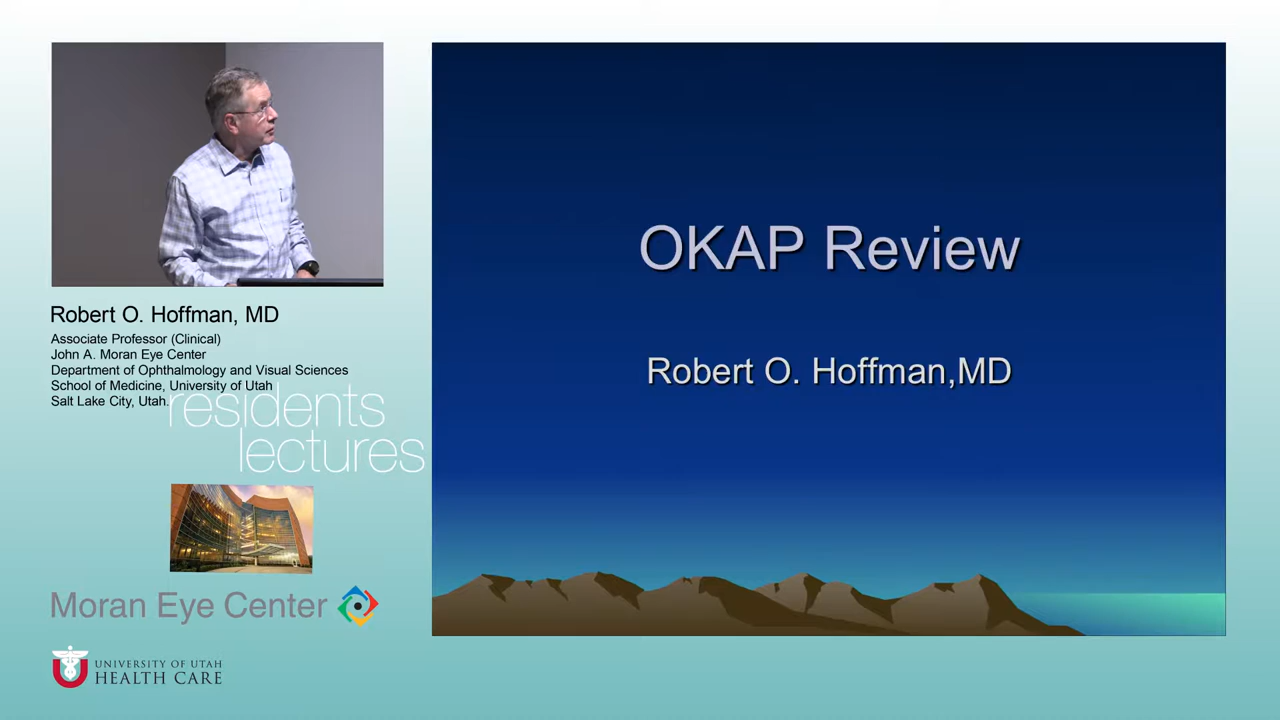 Robert O. Hoffman, MD
Associate Professor (Clinical)
John A. Moran Eye Center
Department of Ophthalmology and Visual Sciences
School of Medicine, University of Utah
Salt Lake City, Utah.
residents
lectures
Moran Eye Center
UNIVERSITY OF UTAH
HEALTH CARE
OKAP Review
Robert O. Hoffman,MD